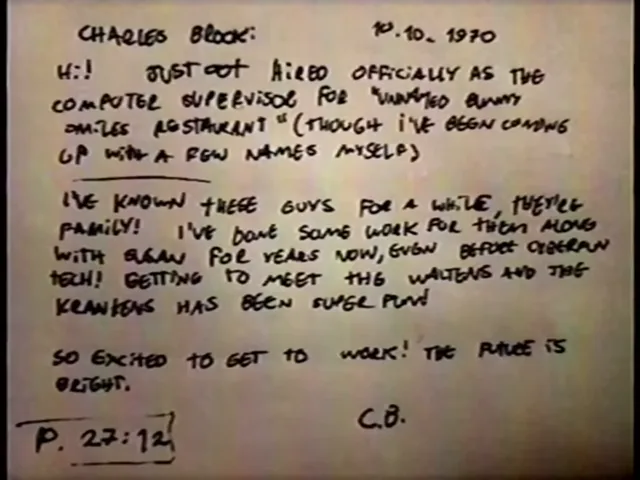 CHARLES BROOK: 10.10. 1970
Hi! JUST GOT HIRED OFFICIALLY AS THE
COMPUTER SUPERVISOR FOR "UNNAMED BUNNY
SMILES RESTAURANT" (THOUGH I'VE BEEN COMING
UP WITH A FEW NAMES MYSELF)
I'VE KNOWN THESE GUYS FOR A WHILE, THEY'RE
FAMILY! I'VE DONE SOME WORK FOR THEM ALONG
WITH SUSAN FOR YEARS NOW, EVEN BEFORE CYBERFUN
TECH! GETTING TO MEET THE WALTENS AND THE
KRANKENS HAS BEEN SUPER FUN!
SO EXCITED TO GET TO WORK! THE FUTURE IS
BRIGHT.
C.B.
P. 27:12